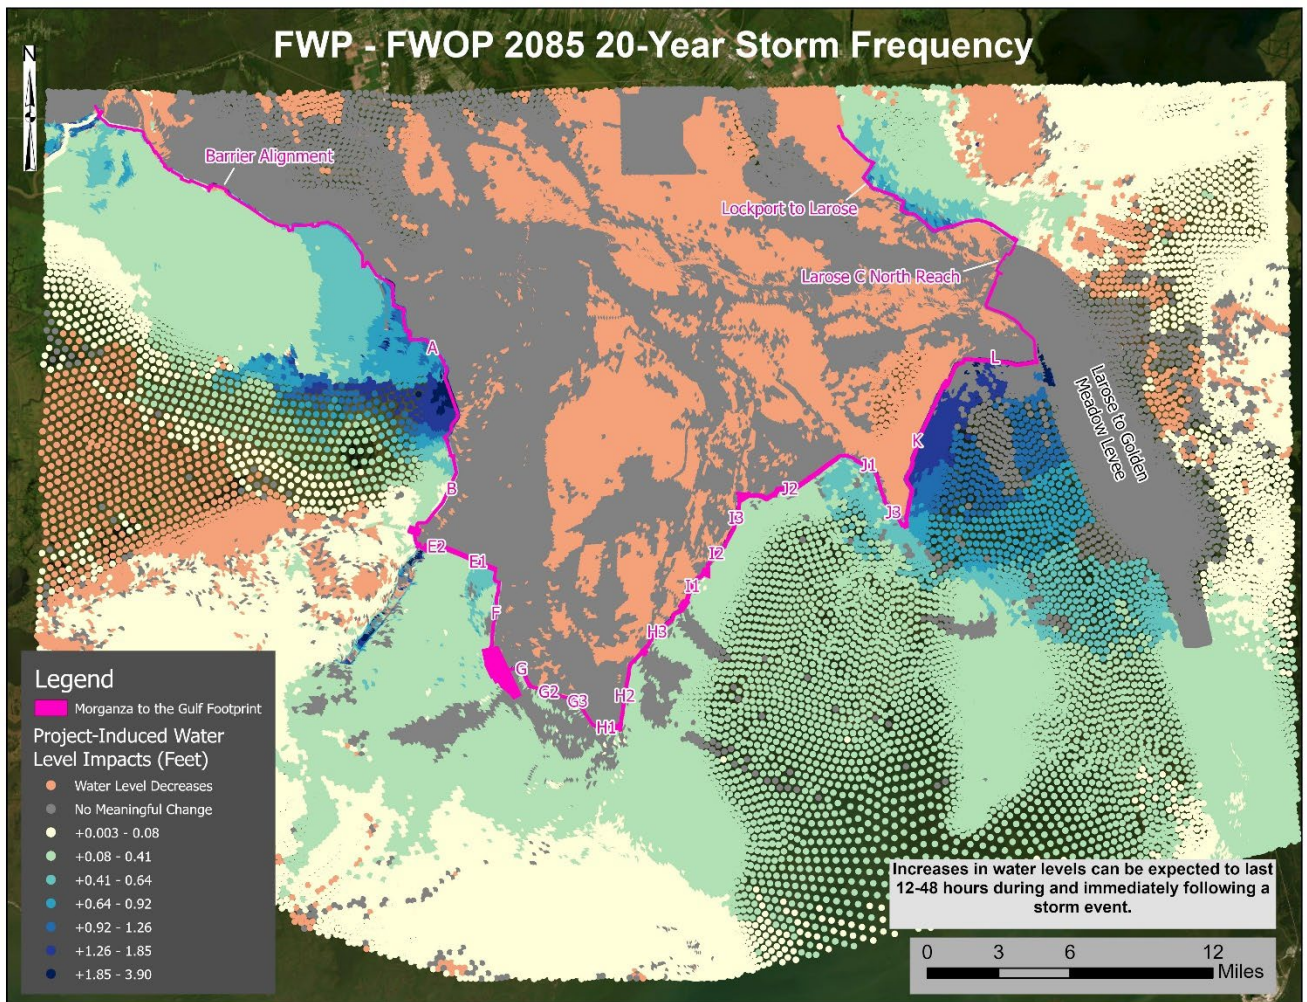 FWP - FWOP 2085 20-Year Storm Frequency
N
Barrier Alignment
Lockport to Larose
Larose C North Reach
A
L
Larose to Golden
Meadow Levee
K
J1
B
J2
J3
I3
E2
I2
E1
I1
F
H3
G
G2
H2
G3
H1
Legend
Morganza to the Gulf Footprint
Project-Induced Water
Level Impacts (Feet)
Water Level Decreases
No Meaningful Change
+0.003 - 0.08
+0.08 - 0.41
+0.41 - 0.64
+0.64 - 0.92
+0.92 - 1.26
+1.26 - 1.85
+1.85 - 3.90
Increases in water levels can be expected to last
12-48 hours during and immediately following a
storm event.
0 3 6 12
Miles